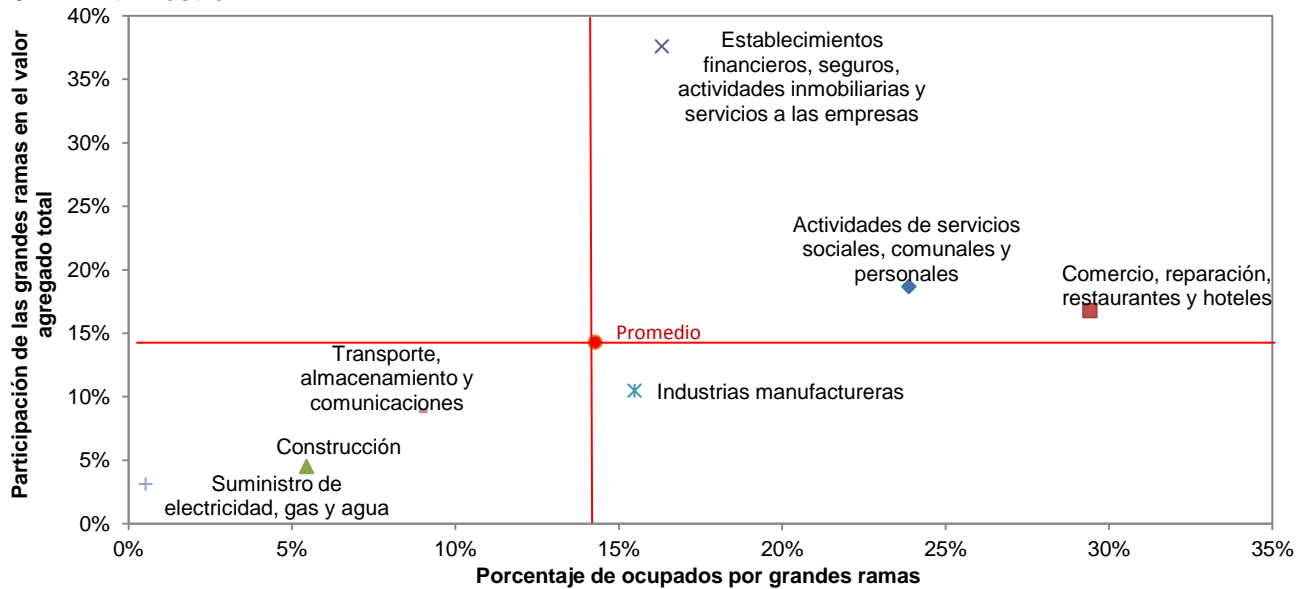 Participación de las grandes ramas en el valor
agregado total
40%
35%
30%
25%
20%
15%
10%
5%
0%
Establecimientos
financieros, seguros,
actividades inmobiliarias y
servicios a las empresas
Actividades de servicios
sociales, comunales y
personales
Comercio, reparación,
restaurantes y hoteles
Promedio
Transporte,
almacenamiento y
comunicaciones
Industrias manufactureras
Construcción
Suministro de
electricidad, gas y agua
0%
5%
10%
15%
20%
25%
30%
35%
Porcentaje de ocupados por grandes ramas